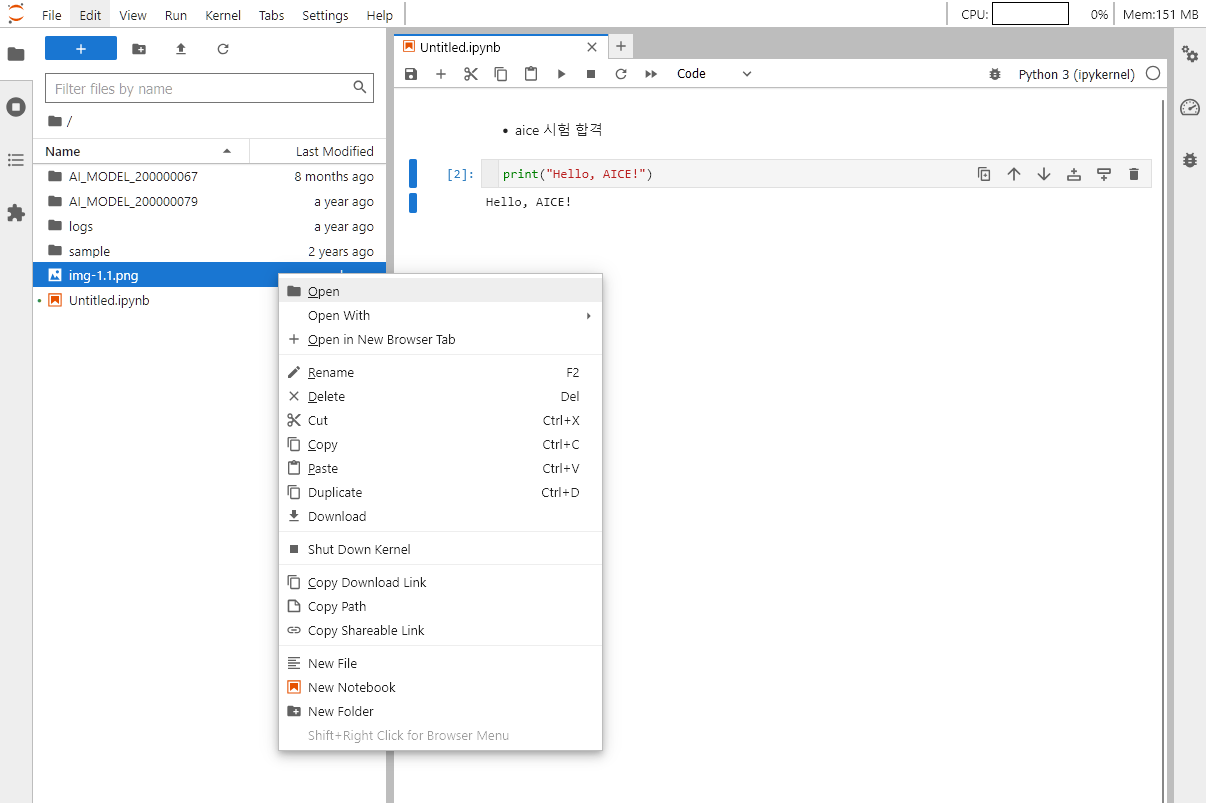 File Edit View Run Kernel Tabs Settings Help CPU: 0% Mem:151 MB
Untitled.ipynb
Code Python 3 (ipykernel)
Filter files by name
/
Name Last Modified
AI_MODEL_200000067 8 months ago
AI_MODEL_200000079 a year ago
logs a year ago
sample 2 years ago
img-1.1.png
Untitled.ipynb
• aice 시험 합격
[2]: print("Hello, AICE!")
Hello, AICE!
Open
Open With
Open in New Browser Tab
Rename F2
Delete Del
Cut Ctrl+X
Copy Ctrl+C
Paste Ctrl+V
Duplicate Ctrl+D
Download
Shut Down Kernel
Copy Download Link
Copy Path
Copy Shareable Link
New File
New Notebook
New Folder
Shift+Right Click for Browser Menu